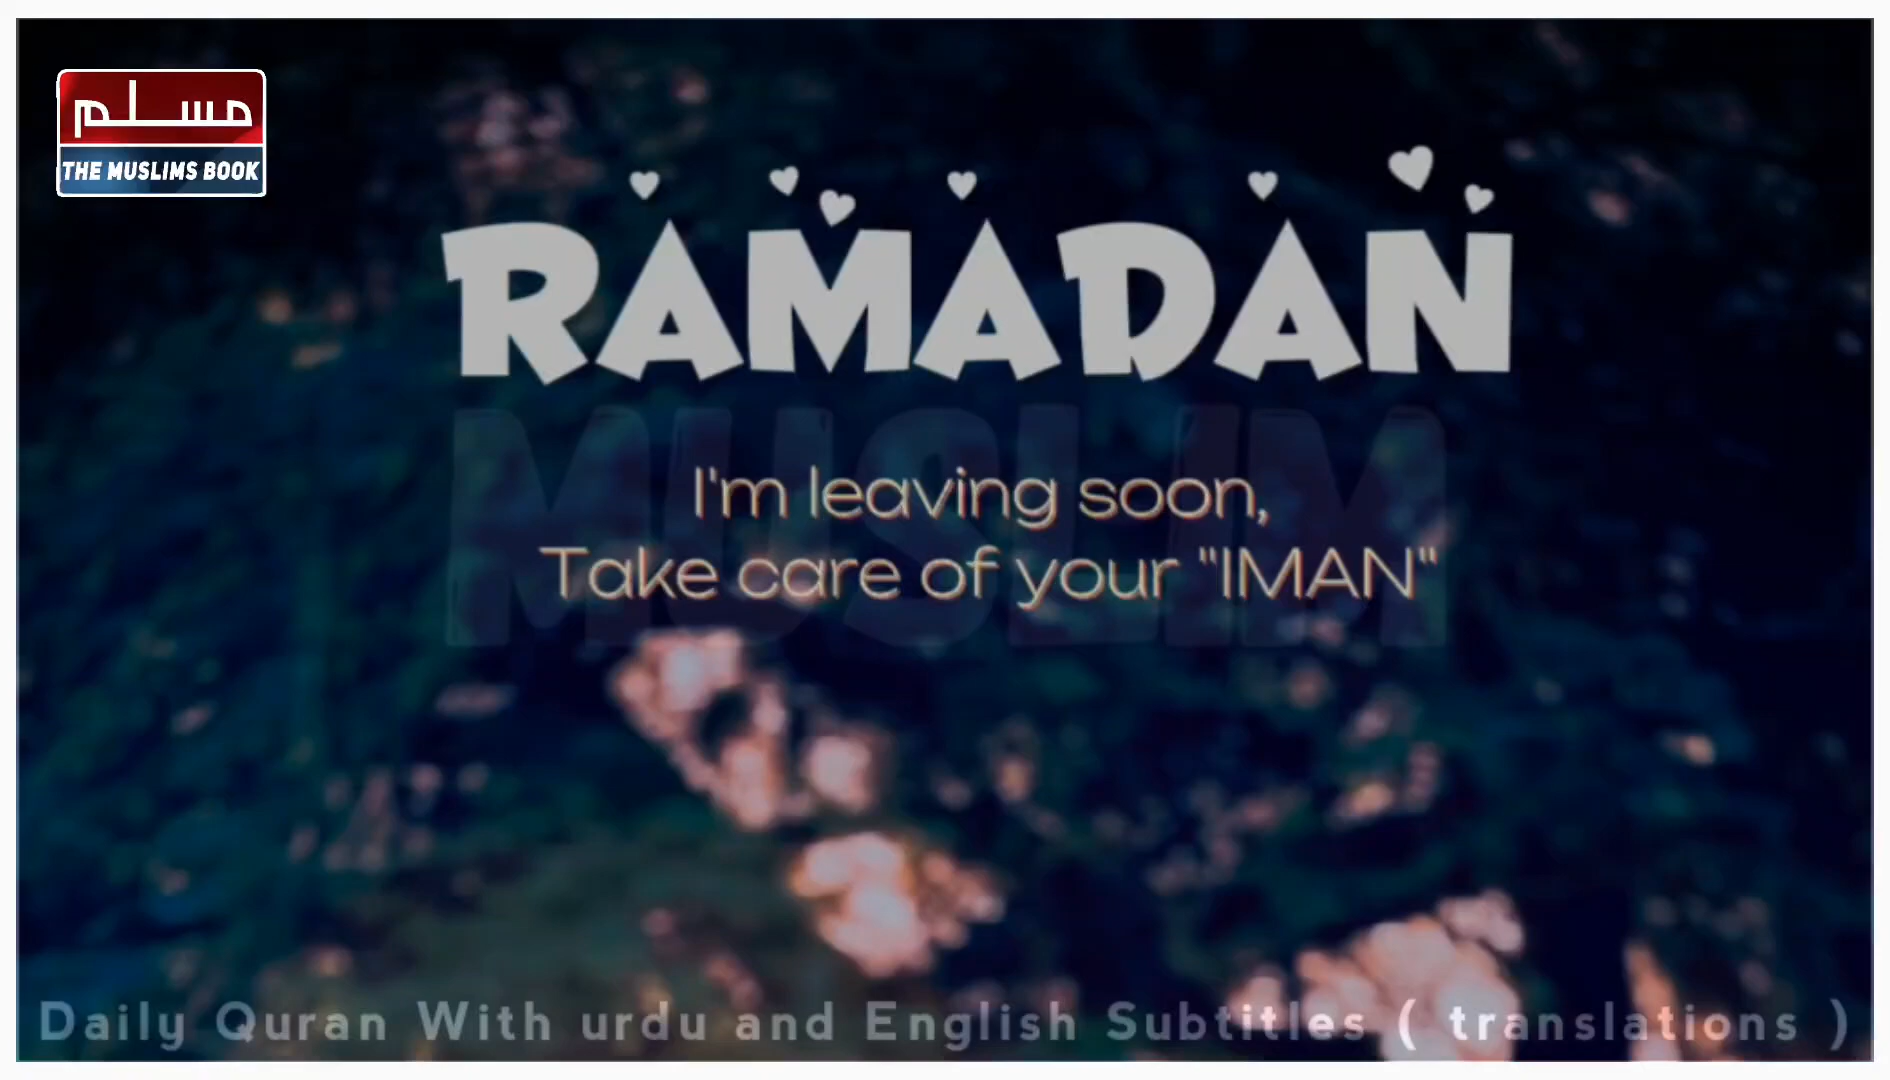 مسلم
THE MUSLIMS BOOK
RAMADAN
MUSLIM
I'm leaving soon,
Take care of your "IMAN"
Daily Quran With urdu and English Subtitles ( translations )